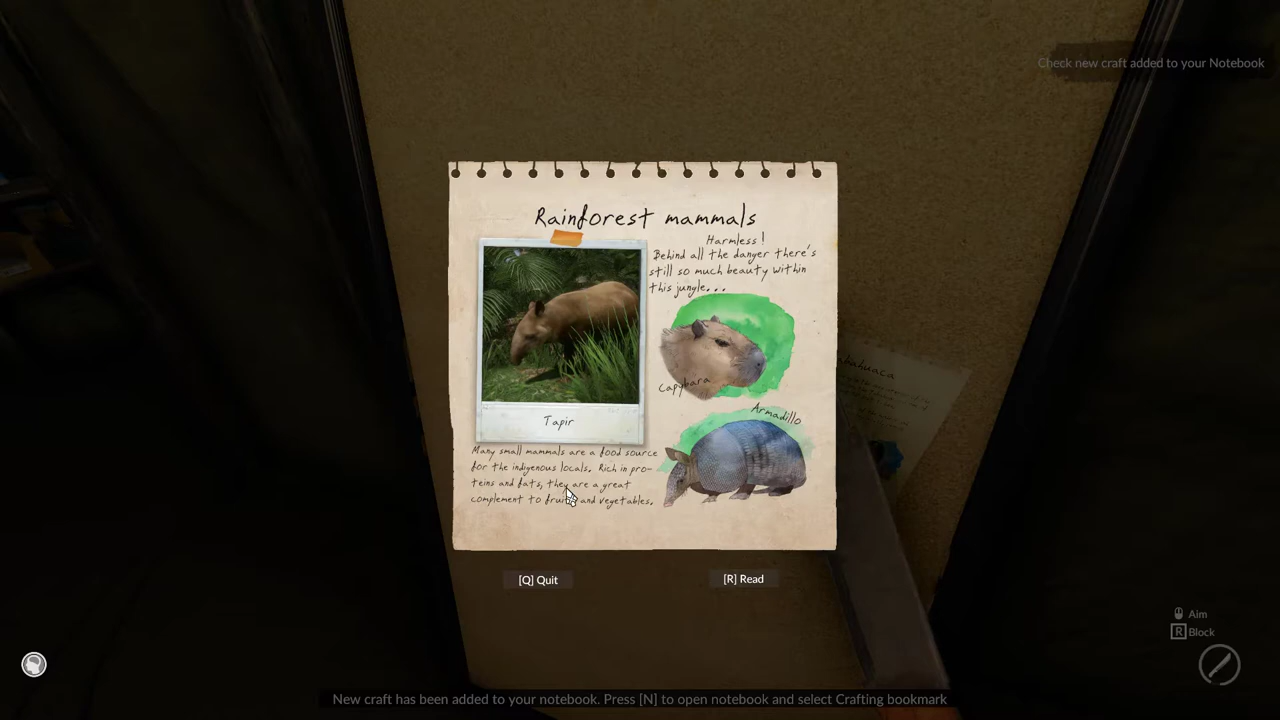 Check new craft added to your Notebook
Rainforest mammals
Harmless!
Behind all the danger there's
still so much beauty within
this jungle...
Capybara
Armadillo
Tapir
Many small mammals are a food source
for the indigenous locals. Rich in pro-
teins and fats, they are a great
complement to fruits and vegetables.
[Q] Quit
[R] Read
Aim
R Block
New craft has been added to your notebook. Press [N] to open notebook and select Crafting bookmark